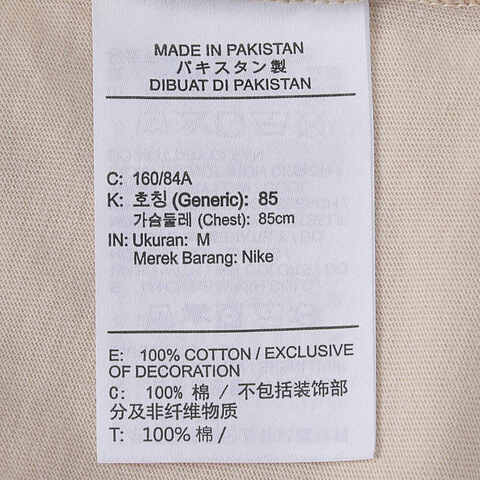 MADE IN PAKISTAN
パキスタン製
DIBUAT DI PAKISTAN
C: 160/84A
K: 호칭 (Generic): 85
가슴둘레 (Chest): 85cm
IN: Ukuran: M
Merek Barang: Nike
E: 100% COTTON / EXCLUSIVE
OF DECORATION
C: 100% 棉 / 不包括装饰部
分及非纤维物质
T: 100% 棉 /